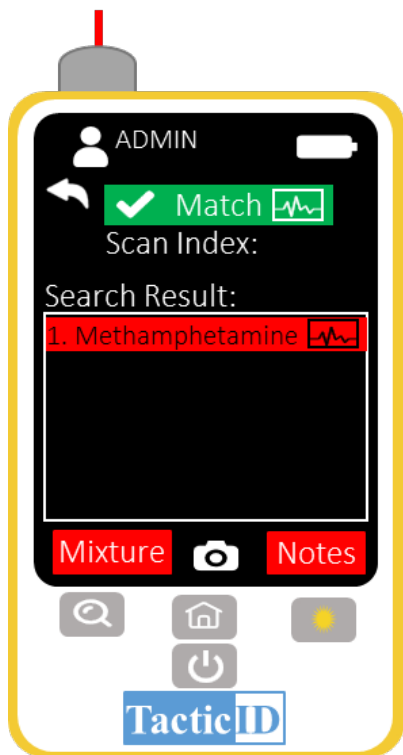 ADMIN
Match
Scan Index:
Search Result:
1. Methamphetamine
Mixture Notes
TacticID